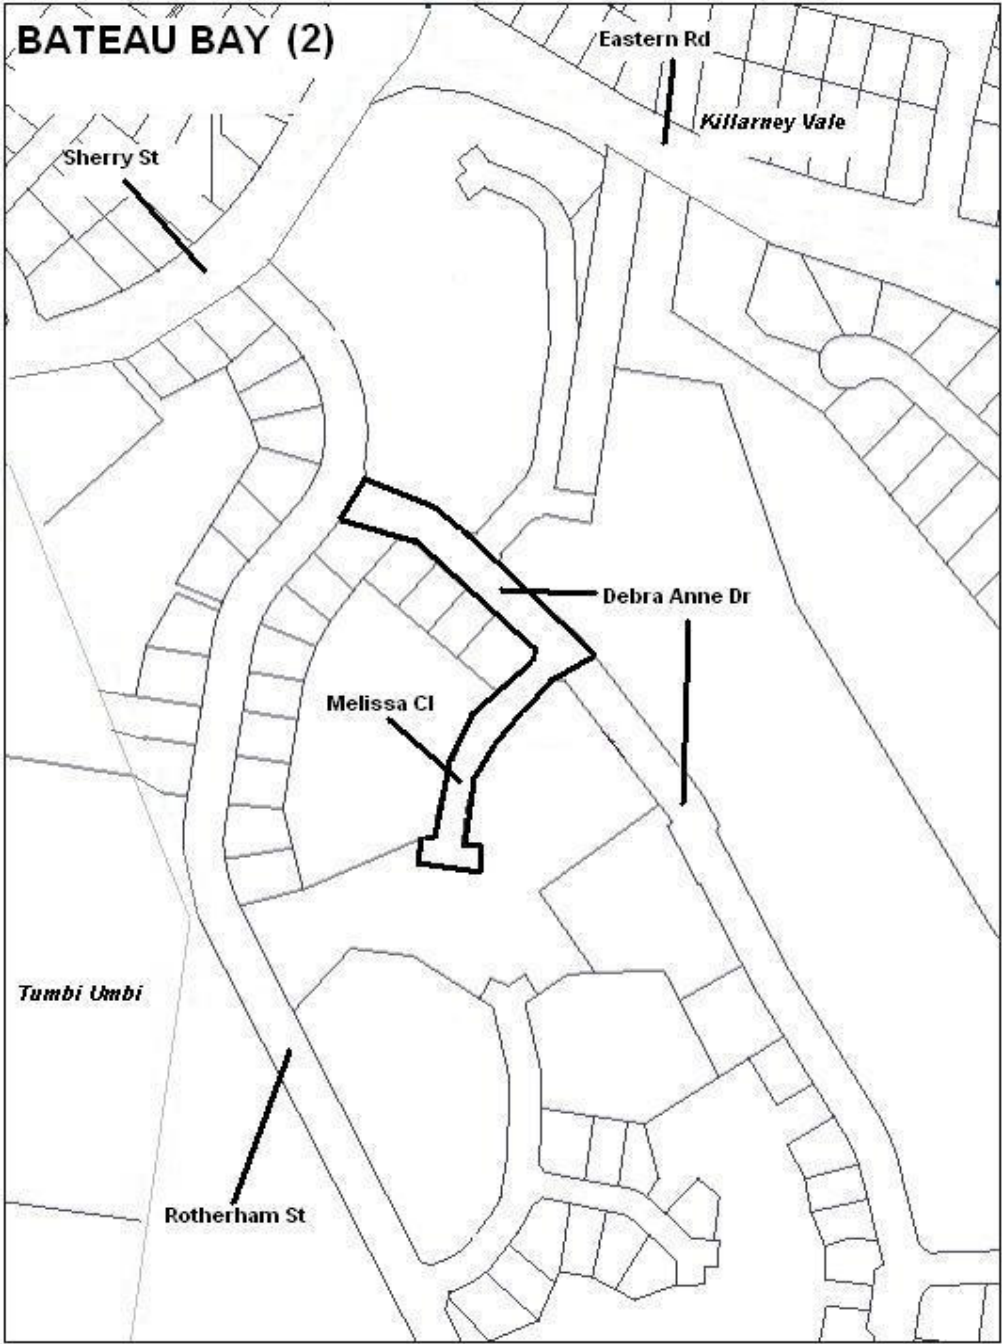 BATEAU BAY (2)
Eastern Rd
Killarney Vale
Sherry St
Debra Anne Dr
Melissa Cl
Tumbi Umbi
Rotherham St